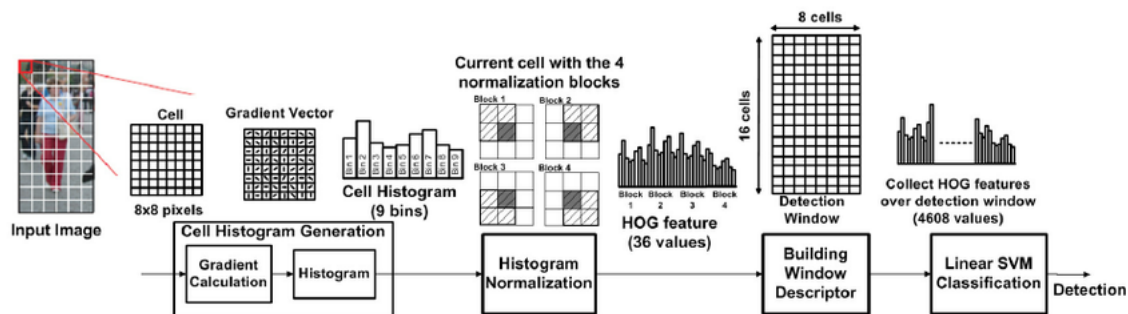 8 cells
Current cell with the 4
normalization blocks
Cell
Gradient Vector
Block 1
Block 2
Bin 1
Bin 2
Bin 3
Bin 4
Bin 5
Bin 6
Bin 7
Bin 8
Bin 9
16 cells
Block 3
Block 4
Cell Histogram
(9 bins)
Block Block Block Block
1 2 3 4
8x8 pixels
Input Image
HOG feature
(36 values)
Detection
Window
Collect HOG features
over detection window
(4608 values)
Cell Histogram Generation
Gradient
Calculation
Histogram
Histogram
Normalization
Building
Window
Descriptor
Linear SVM
Classification
Detection